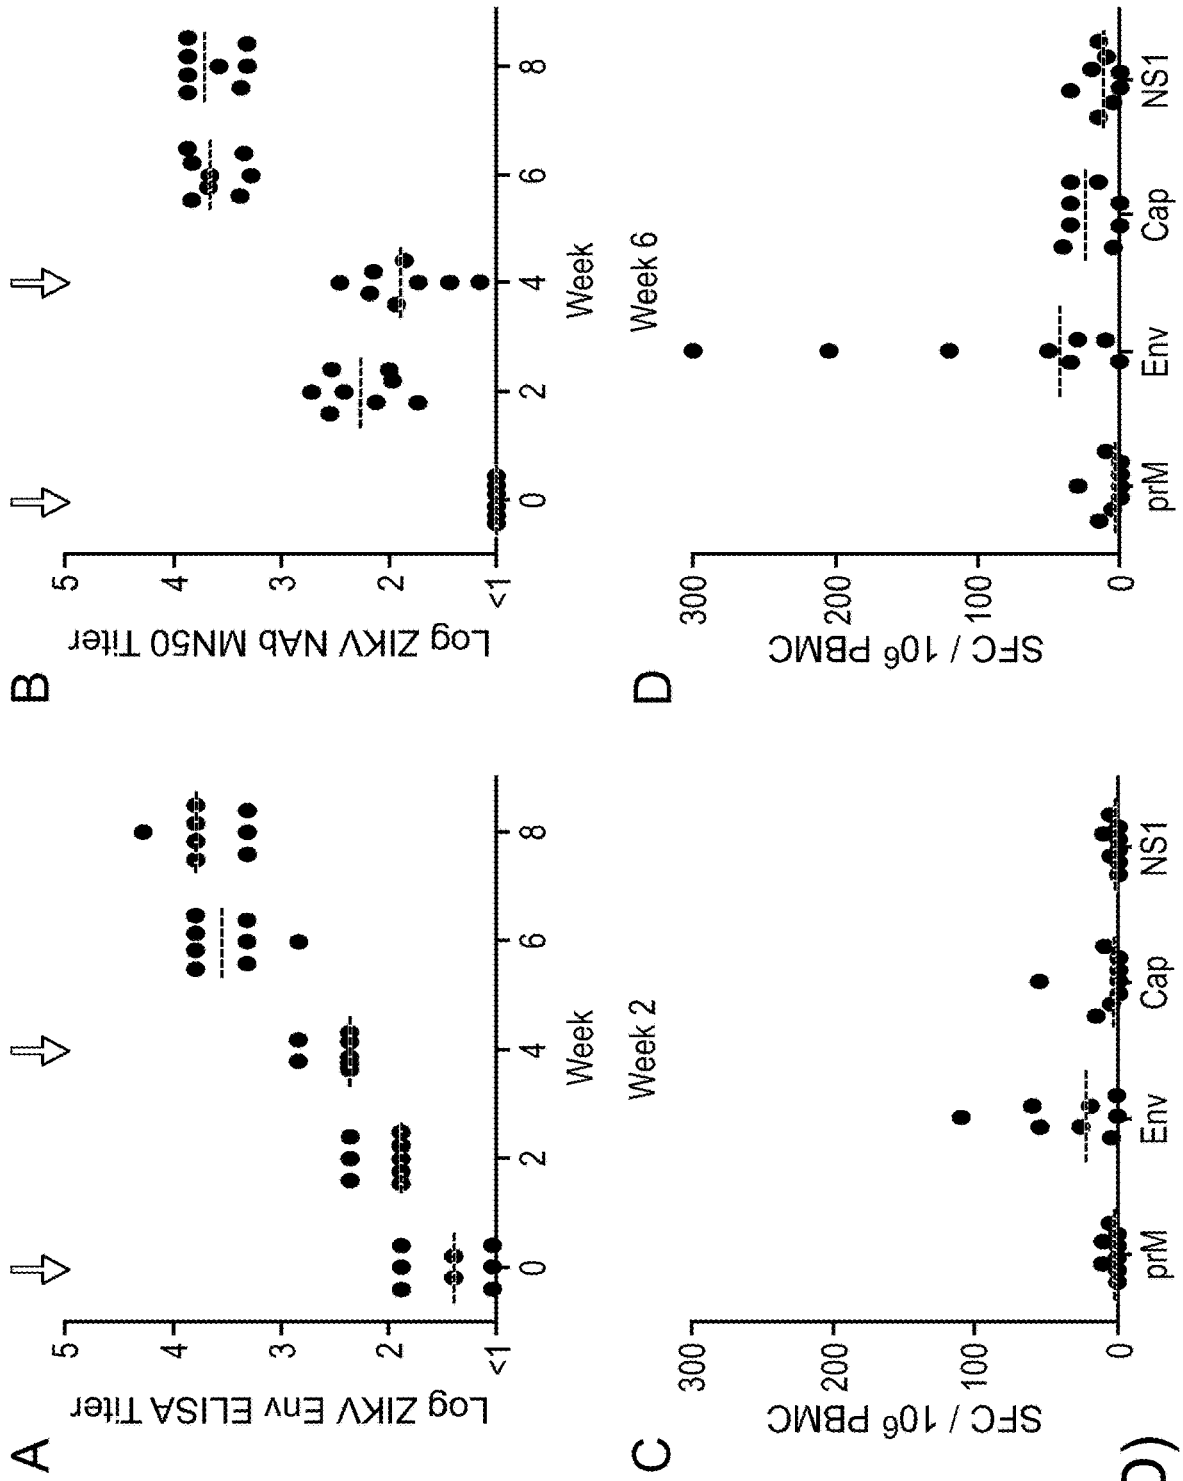 A
Log ZIKV Env ELISA Titer
5
4
3
2
<1
0
2
4
6
8
Week
B
Log ZIKV NAb MN50 Titer
5
4
3
2
<1
0
2
4
6
8
Week
C
Week 2
SFC / 10⁶ PBMC
300
200
100
0
prM
Env
Cap
NS1
D
Week 6
SFC / 10⁶ PBMC
300
200
100
0
prM
Env
Cap
NS1